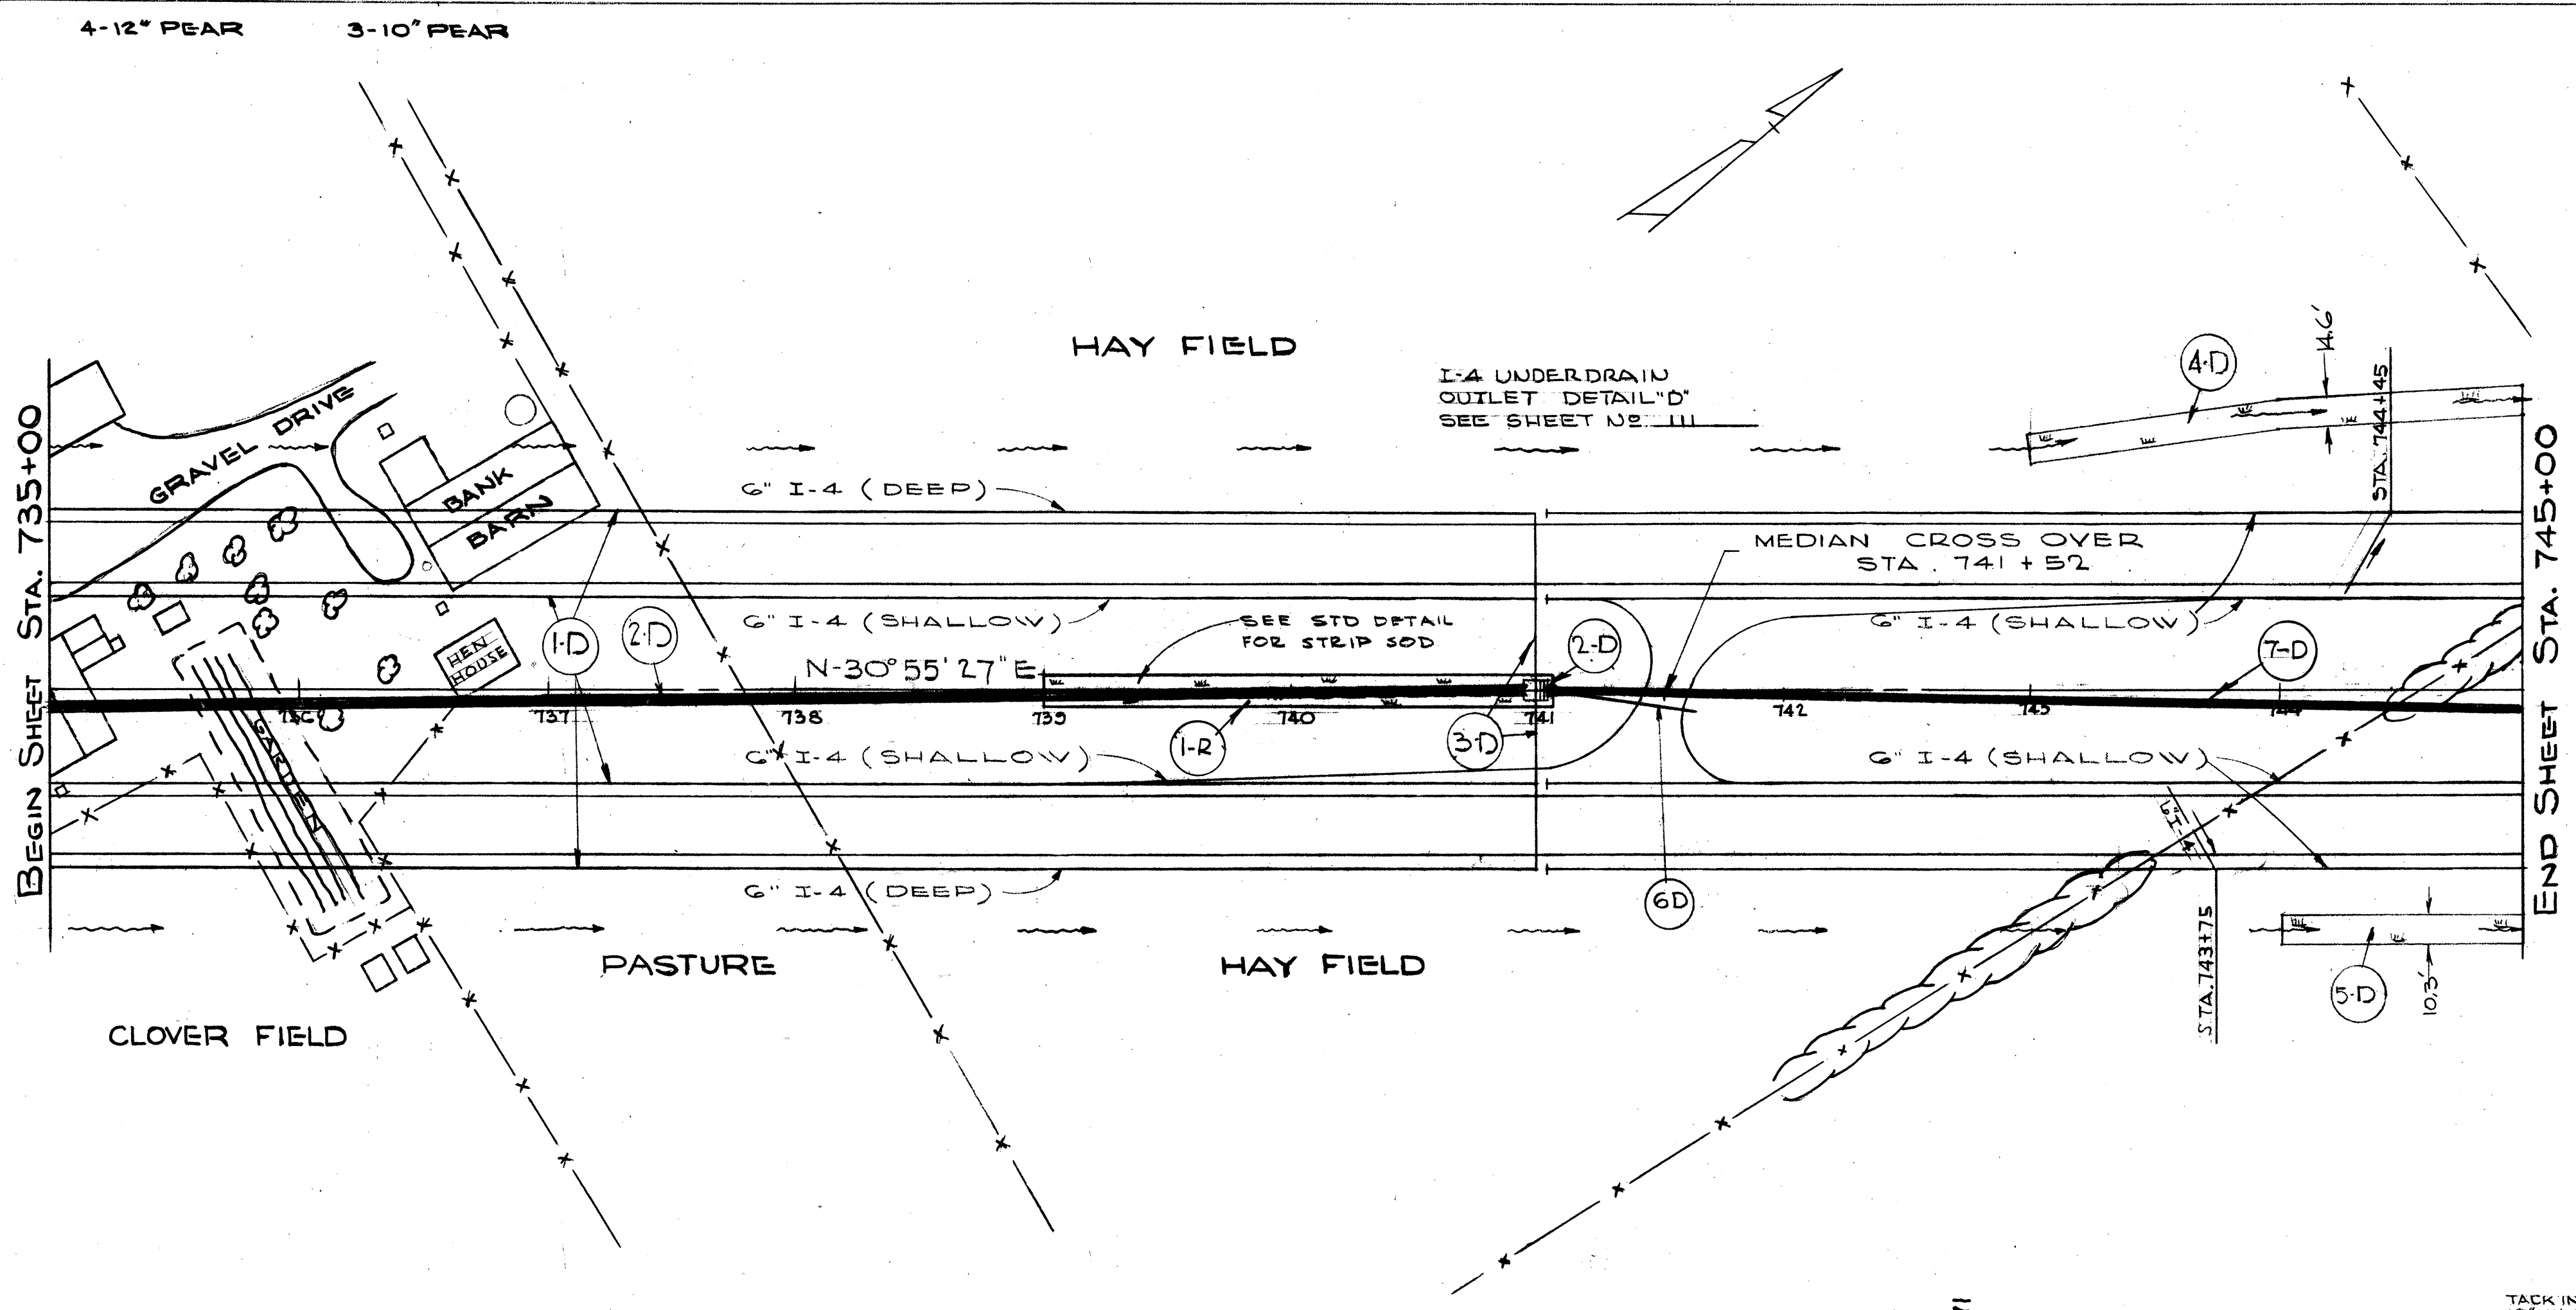 4-12" PEAR
3-10" PEAR
HAY FIELD
I-4 UNDERDRAIN
OUTLET DETAIL "D"
SEE SHEET No. 111
4-D
14.6'
STA. 744+45
BEGIN SHEET STA. 735+00
END SHEET STA. 745+00
GRAVEL DRIVE
BANK
BARN
6" I-4 (DEEP)
MEDIAN CROSS OVER
STA. 741+52
6" I-4 (SHALLOW)
SEE STD DETAIL
FOR STRIP SOD
6" I-4 (SHALLOW)
HEN
HOUSE
1-D
2-D
N-30°55'27"E
2-D
7-D
736
737
738
739
740
741
742
743
744
GARDEN
1-R
3-D
6" I-4 (SHALLOW)
6" I-4 (SHALLOW)
6" I-4
6" I-4 (DEEP)
6D
STA. 743+75
5-D
10.3'
PASTURE
HAY FIELD
CLOVER FIELD
TACK IN